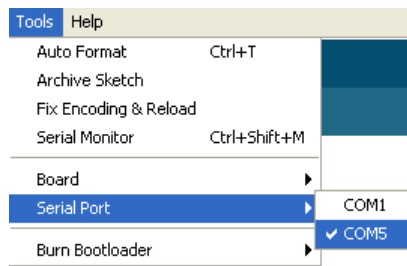 Tools Help
Auto Format Ctrl+T
Archive Sketch
Fix Encoding & Reload
Serial Monitor Ctrl+Shift+M
Board
Serial Port COM1
COM5
Burn Bootloader